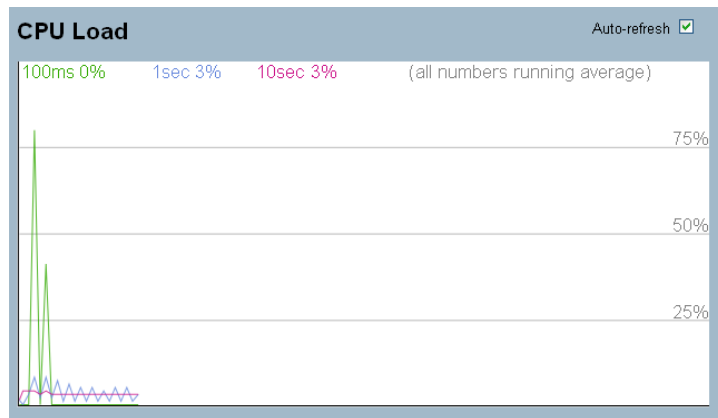 CPU Load
Auto-refresh
100ms 0% 1sec 3% 10sec 3% (all numbers running average)
75%
50%
25%